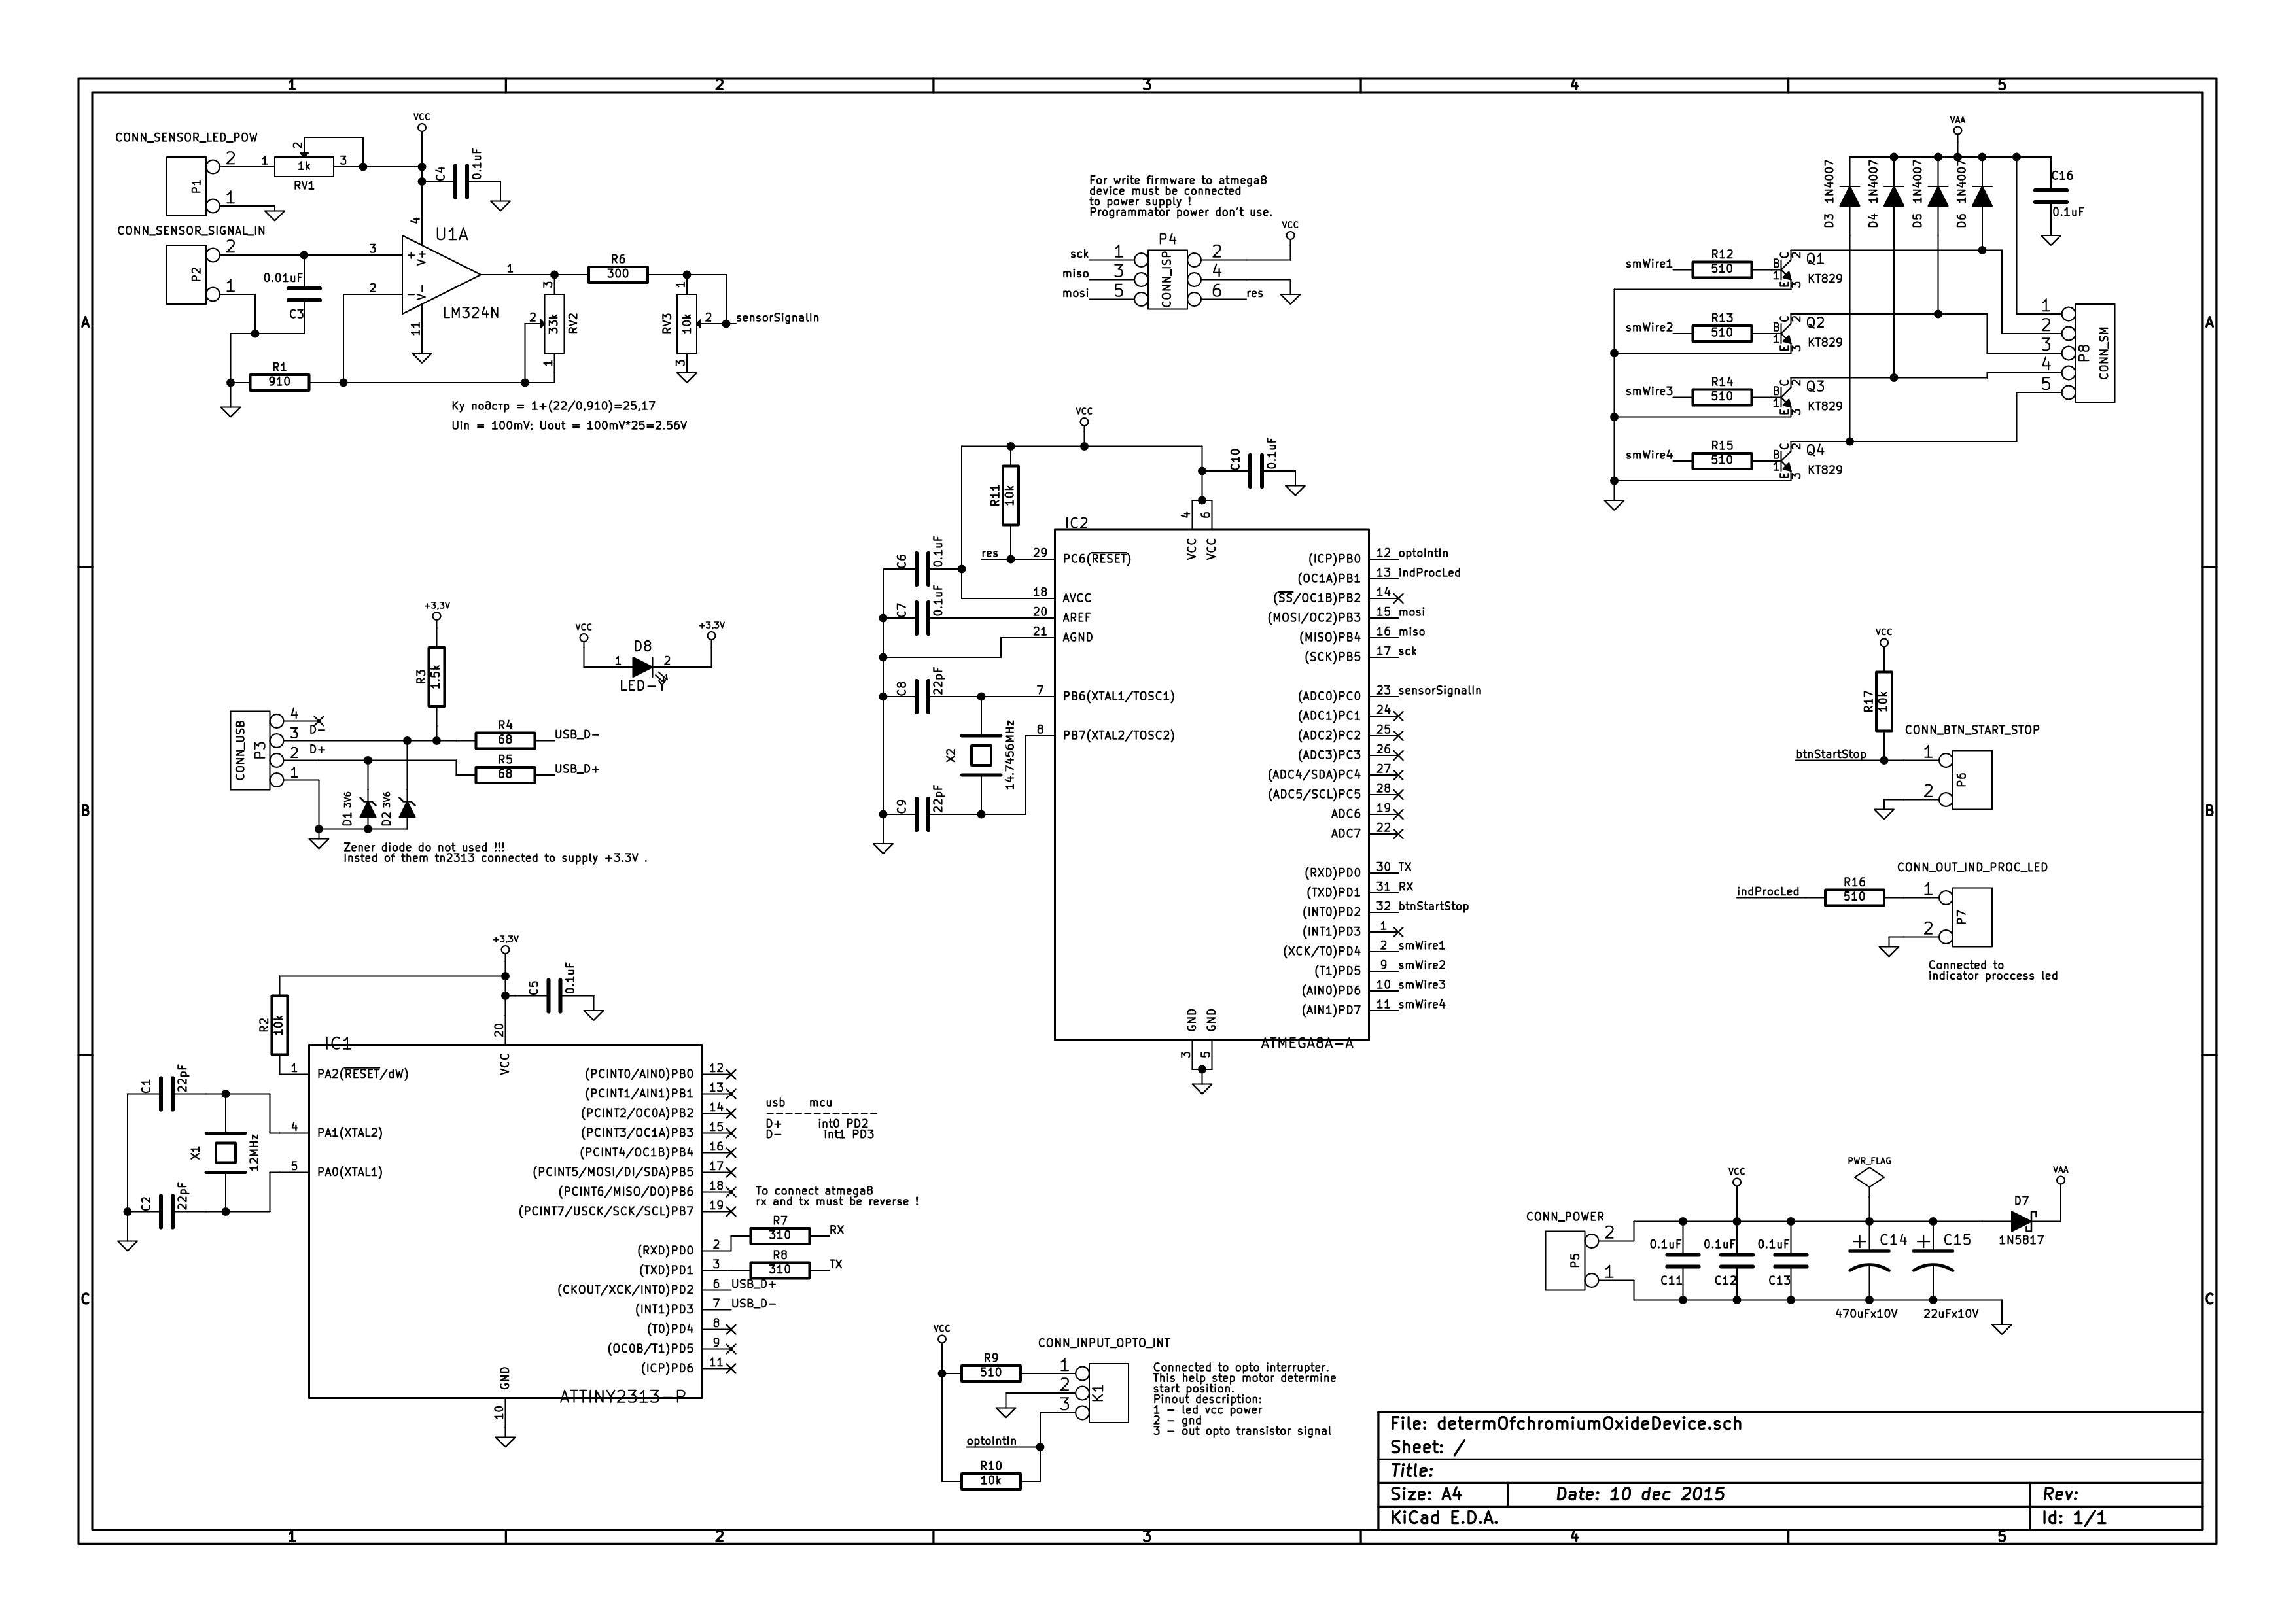 1 2 3 4 5
A
B
C
A
B
C
1 2 3 4 5
CONN_SENSOR_LED_POW
P1
2
1
1 2 3
1k
RV1
VCC
C4
0.1uF
CONN_SENSOR_SIGNAL_IN
P2
2
1
0.01uF
C3
R1
910
U1A
LM324N
3
2
1
4
11
+
-
V+
V-
R6
300
3
2
1
33k
RV2
1
2
3
10k
RV3
sensorSignalIn
Ку подстр = 1+(22/0,910)=25,17
Uin = 100mV; Uout = 100mV*25=2.56V
For write firmware to atmega8
device must be connected
to power supply !
Programmator power don't use.
P4
CONN_ISP
sck 1 2
miso 3 4
mosi 5 6 res
VCC
VAA
D3 1N4007
D4 1N4007
D5 1N4007
D6 1N4007
C16
0.1uF
smWire1 R12
510
B 1 C 2 E 3
Q1
KT829
smWire2 R13
510
B 1 C 2 E 3
Q2
KT829
smWire3 R14
510
B 1 C 2 E 3
Q3
KT829
smWire4 R15
510
B 1 C 2 E 3
Q4
KT829
1
2
3
4
5
P8
CONN_SM
VCC
R11
10k
C10
0.1uF
C6
0.1uF
C7
0.1uF
C8
22pF
C9
22pF
X2
14.7456MHz
IC2
ATMEGA8A-A
4 VCC
6 VCC
res 29 PC6(RESET)
18 AVCC
20 AREF
21 AGND
7 PB6(XTAL1/TOSC1)
8 PB7(XTAL2/TOSC2)
(ICP)PB0 12 optoIntIn
(OC1A)PB1 13 indProcLed
(SS/OC1B)PB2 14
(MOSI/OC2)PB3 15 mosi
(MISO)PB4 16 miso
(SCK)PB5 17 sck
(ADC0)PC0 23 sensorSignalIn
(ADC1)PC1 24
(ADC2)PC2 25
(ADC3)PC3 26
(ADC4/SDA)PC4 27
(ADC5/SCL)PC5 28
ADC6 19
ADC7 22
(RXD)PD0 30 TX
(TXD)PD1 31 RX
(INT0)PD2 32 btnStartStop
(INT1)PD3 1
(XCK/T0)PD4 2 smWire1
(T1)PD5 9 smWire2
(AIN0)PD6 10 smWire3
(AIN1)PD7 11 smWire4
GND 3
GND 5
+3.3V
R3
1.5k
VCC
D8
1 2
LED-Y
+3.3V
CONN_USB
P3
4
3 D-
2 D+
1
R4
68
USB_D-
R5
68
USB_D+
D1 3V6
D2 3V6
Zener diode do not used !!!
Insted of them tn2313 connected to supply +3.3V .
VCC
R17
10k
CONN_BTN_START_STOP
btnStartStop 1
2
P6
CONN_OUT_IND_PROC_LED
indProcLed R16
510
1
2
P7
Connected to
indicator proccess led
+3.3V
R2
10k
C5
0.1uF
C1
22pF
C2
22pF
X1
12MHz
IC1
ATTINY2313-P
20 VCC
1 PA2(RESET/dW)
4 PA1(XTAL2)
5 PA0(XTAL1)
(PCINT0/AIN0)PB0 12
(PCINT1/AIN1)PB1 13
(PCINT2/OC0A)PB2 14
(PCINT3/OC1A)PB3 15
(PCINT4/OC1B)PB4 16
(PCINT5/MOSI/DI/SDA)PB5 17
(PCINT6/MISO/DO)PB6 18
(PCINT7/USCK/SCK/SCL)PB7 19
(RXD)PD0 2
(TXD)PD1 3
(CKOUT/XCK/INT0)PD2 6 USB_D+
(INT1)PD3 7 USB_D-
(T0)PD4 8
(OC0B/T1)PD5 9
(ICP)PD6 11
GND 10
usb mcu
-------------
D+ int0 PD2
D- int1 PD3
To connect atmega8
rx and tx must be reverse !
R7
310
RX
R8
310
TX
VCC
CONN_INPUT_OPTO_INT
R9
510
1
2
3
K1
optoIntIn
R10
10k
Connected to opto interrupter.
This help step motor determine
start position.
Pinout description:
1 - led vcc power
2 - gnd
3 - out opto transistor signal
CONN_POWER
P5
2
1
VCC
PWR_FLAG
VAA
0.1uF
C11
0.1uF
C12
0.1uF
C13
+ C14
470uFx10V
+ C15
22uFx10V
D7
1N5817
File: determOfchromiumOxideDevice.sch
Sheet: /
Title:
Size: A4 Date: 10 dec 2015 Rev:
KiCad E.D.A. Id: 1/1